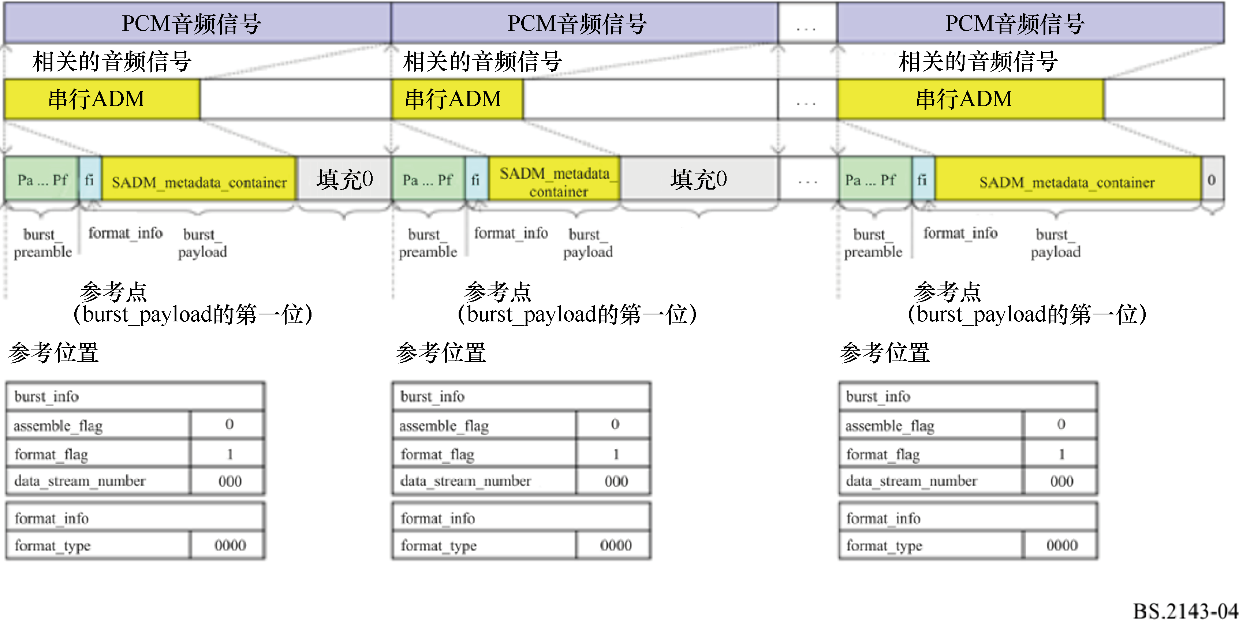 PCM音频信号 PCM音频信号 ... PCM音频信号
相关的音频信号 相关的音频信号 相关的音频信号
串行ADM 串行ADM ... 串行ADM
Pa ... Pf fi SADM_metadata_container 填充0 Pa ... Pf fi SADM_metadata_ 填充0 ... Pa ... Pf fi SADM_metadata_container 0
container
burst_ format_info burst_ burst_ format_info burst_ burst_ format_info burst_
preamble payload preamble payload preamble payload
参考点 参考点 参考点
(burst_payload的第一位) (burst_payload的第一位) (burst_payload的第一位)
参考位置 参考位置 参考位置
burst_info burst_info burst_info
assemble_flag 0 assemble_flag 0 assemble_flag 0
format_flag 1 format_flag 1 format_flag 1
data_stream_number 000 data_stream_number 000 data_stream_number 000
format_info format_info format_info
format_type 0000 format_type 0000 format_type 0000
BS.2143-04